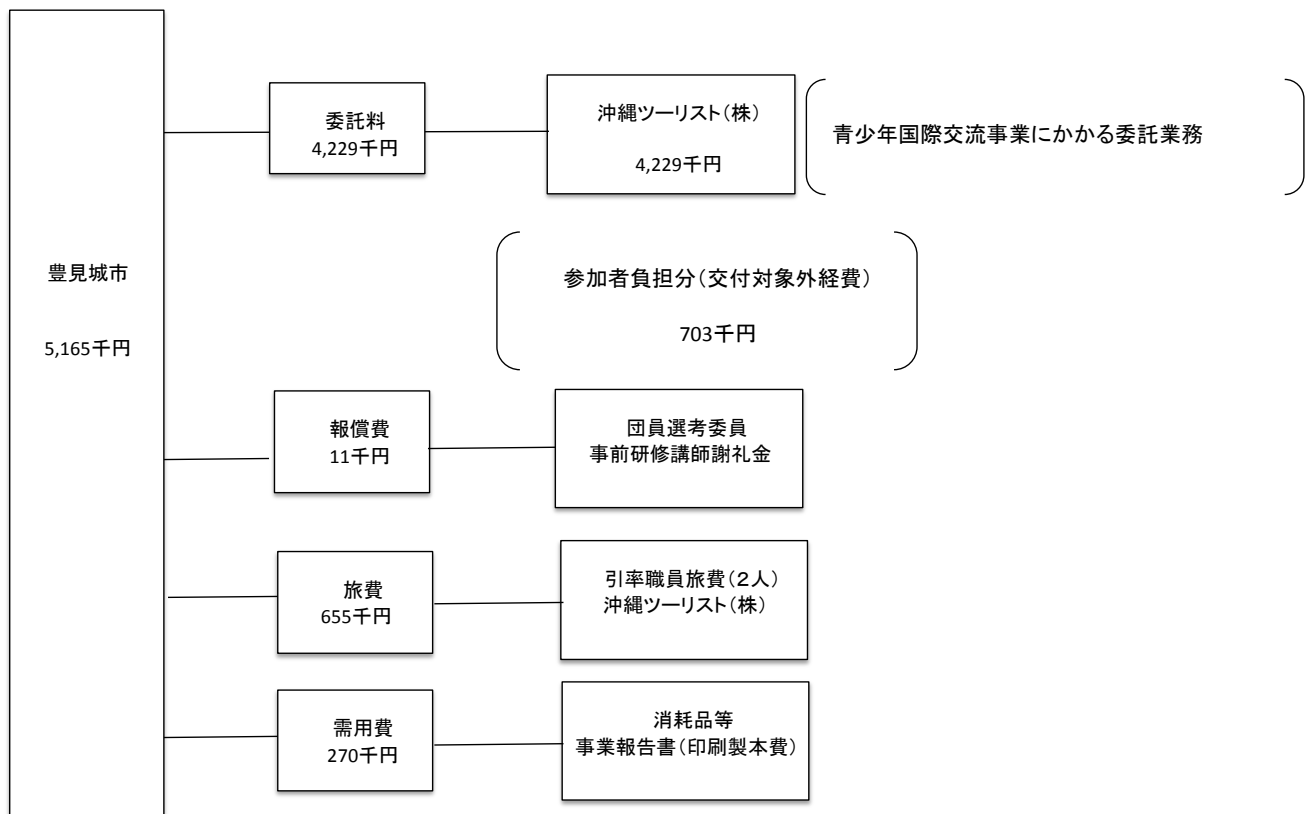 豊見城市
5,165千円
委託料
4,229千円
沖縄ツーリスト（株）
4,229千円
青少年国際交流事業にかかる委託業務
参加者負担分（交付対象外経費）
703千円
報償費
11千円
団員選考委員
事前研修講師謝礼金
旅費
655千円
引率職員旅費（２人）
沖縄ツーリスト（株）
需用費
270千円
消耗品等
事業報告書（印刷製本費）